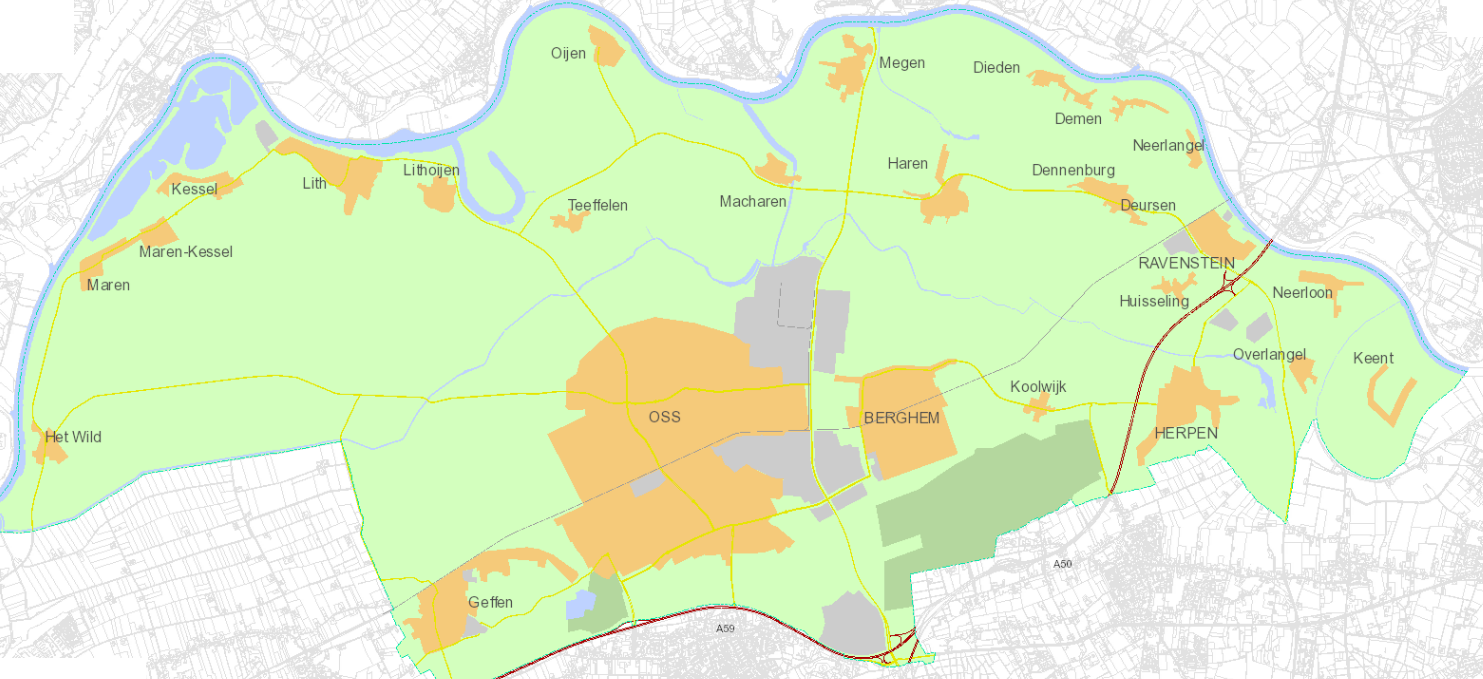 Oijen
Megen
Dieden
Demen
Neerlangel
Haren
Dennenburg
Lithoijen
Lith
Kessel
Macharen
Teeffelen
Deursen
Maren-Kessel
Maren
RAVENSTEIN
Huisseling
Neerloon
Overlangel
Keent
Koolwijk
OSS
BERGHEM
HERPEN
Het Wild
A50
Geffen
A59